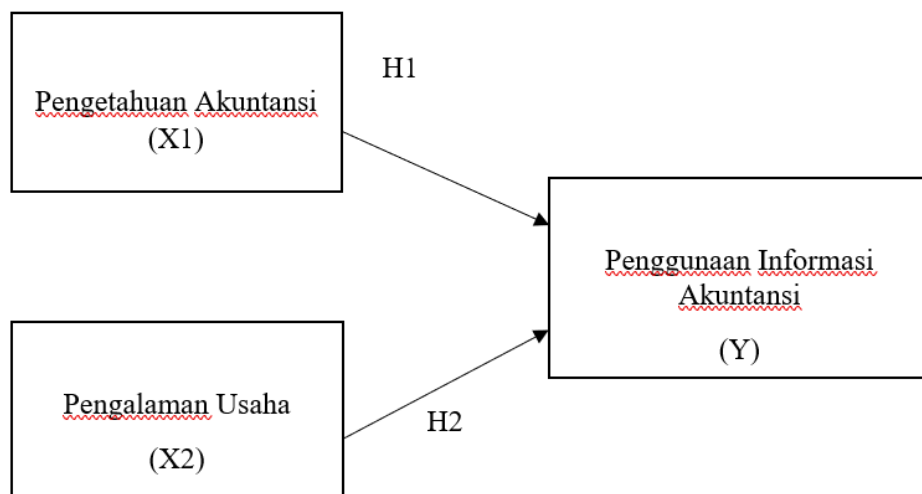 H1
Pengetahuan Akuntansi
(X1)
Penggunaan Informasi
Akuntansi
(Y)
Pengalaman Usaha
(X2)
H2